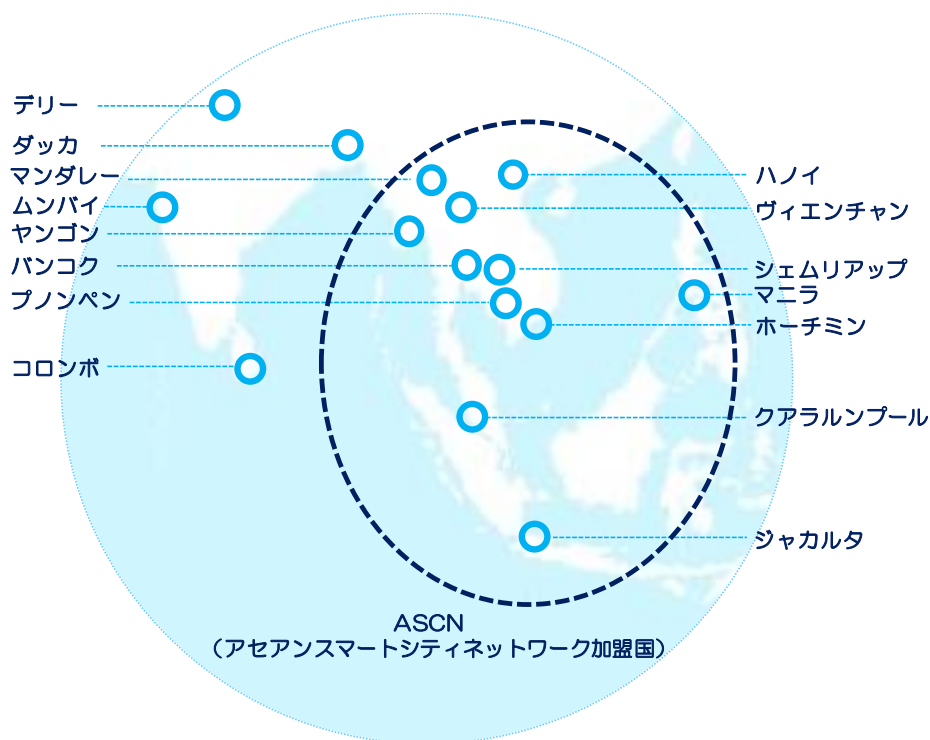 デリー
ダッカ
マンダレー
ムンバイ
ヤンゴン
バンコク
プノンペン
コロンボ
ハノイ
ヴィエンチャン
シェムリアップ
マニラ
ホーチミン
クアラルンプール
ジャカルタ
ASCN
（アセアンスマートシティネットワーク加盟国）